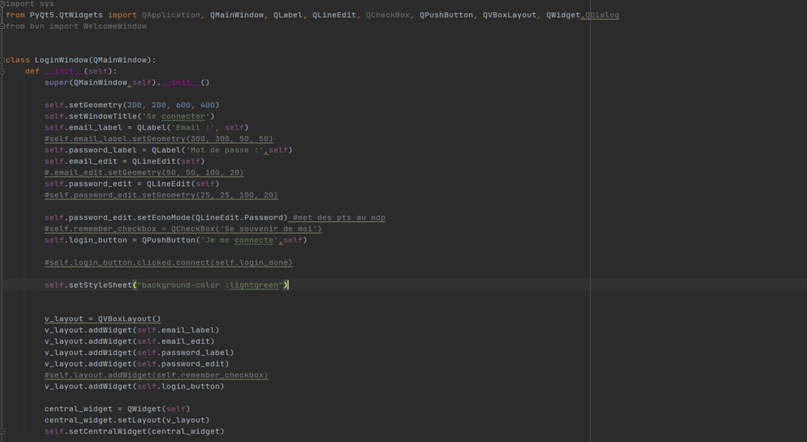 import sys
from PyQt5.QtWidgets import QApplication, QMainWindow, QLabel, QLineEdit, QCheckBox, QPushButton, QVBoxLayout, QWidget,QDialog
from bvn import WelcomeWindow
class LoginWindow(QMainWindow):
def __init__(self):
super(QMainWindow,self).__init__()
self.setGeometry(200, 200, 600, 400)
self.setWindowTitle('Se connecter')
self.email_label = QLabel('Email :', self)
#self.email_label.setGeometry(300, 300, 50, 50)
self.password_label = QLabel('Mot de passe :',self)
self.email_edit = QLineEdit(self)
#.email_edit.setGeometry(50, 50, 100, 20)
self.password_edit = QLineEdit(self)
#self.password_edit.setGeometry(25, 25, 100, 20)
self.password_edit.setEchoMode(QLineEdit.Password) #met des pts au mdp
#self.remember_checkbox = QCheckBox('Se souvenir de moi')
self.login_button = QPushButton('Je me connecte',self)
#self.login_button.clicked.connect(self.login_done)
self.setStyleSheet("background-color :lightgreen")
v_layout = QVBoxLayout()
v_layout.addWidget(self.email_label)
v_layout.addWidget(self.email_edit)
v_layout.addWidget(self.password_label)
v_layout.addWidget(self.password_edit)
#self.layout.addWidget(self.remember_checkbox)
v_layout.addWidget(self.login_button)
central_widget = QWidget(self)
central_widget.setLayout(v_layout)
self.setCentralWidget(central_widget)